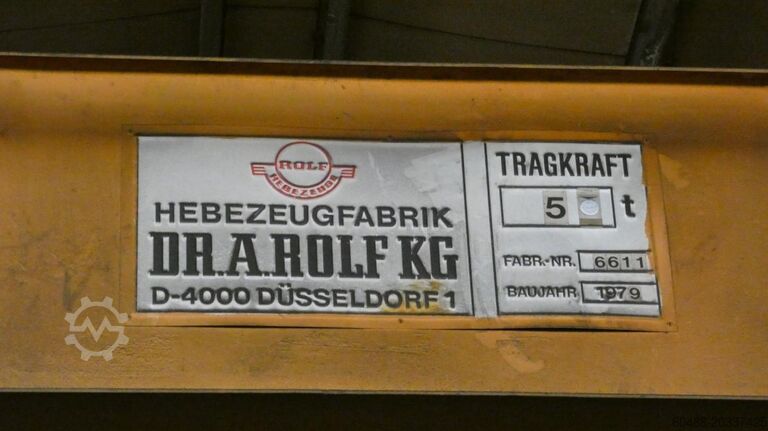 ROLF
HEBEZEUGE
HEBEZEUGFABRIK
DR.A.ROLF KG
D-4000 DÜSSELDORF 1
TRAGKRAFT
5 t
FABR.-NR. 6611
BAUJAHR 1979